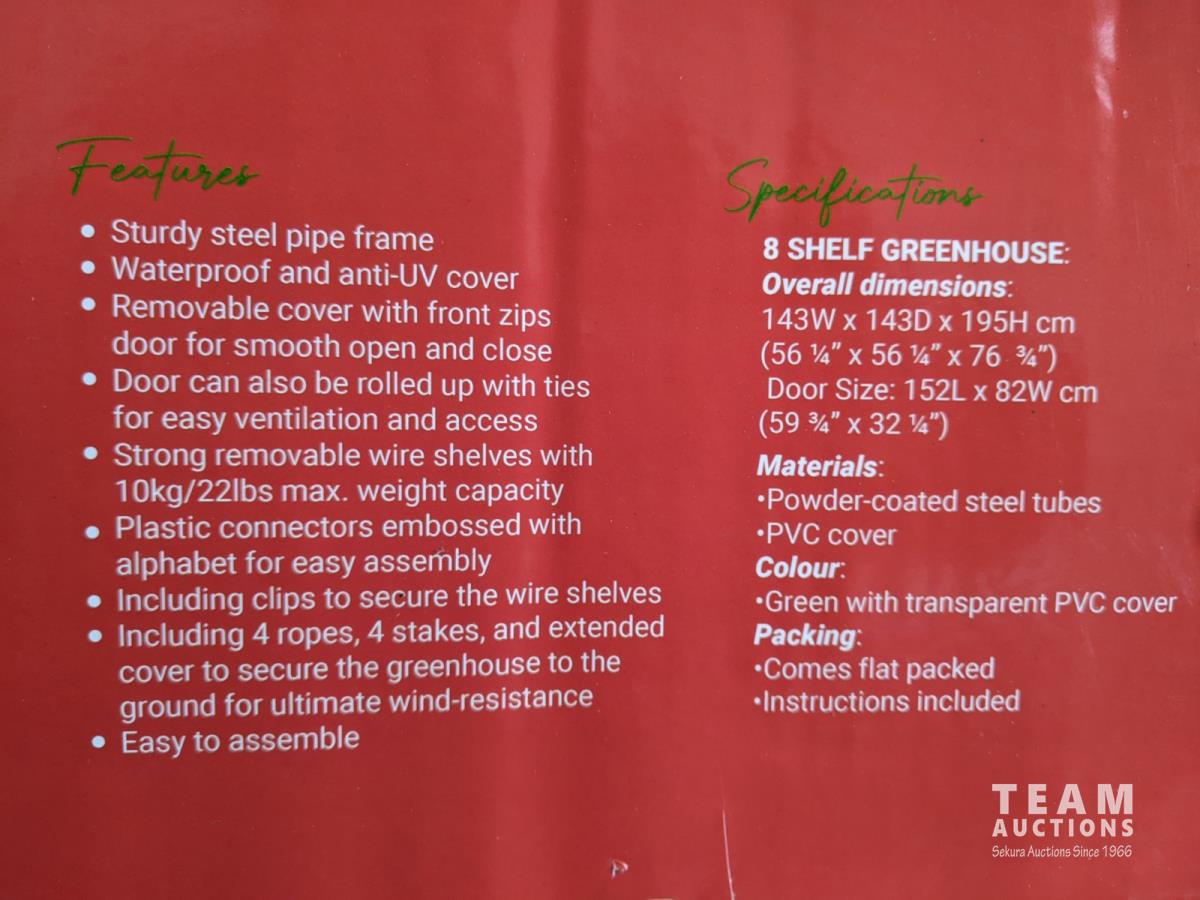 Features
• Sturdy steel pipe frame
• Waterproof and anti-UV cover
• Removable cover with front zips
door for smooth open and close
• Door can also be rolled up with ties
for easy ventilation and access
• Strong removable wire shelves with
10kg/22lbs max. weight capacity
• Plastic connectors embossed with
alphabet for easy assembly
• Including clips to secure the wire shelves
• Including 4 ropes, 4 stakes, and extended
cover to secure the greenhouse to the
ground for ultimate wind-resistance
• Easy to assemble
Specifications
8 SHELF GREENHOUSE:
Overall dimensions:
143W x 143D x 195H cm
(56 ¼” x 56 ¼” x 76 ¾”)
Door Size: 152L x 82W cm
(59 ¾” x 32 ¼”)
Materials:
•Powder-coated steel tubes
•PVC cover
Colour:
•Green with transparent PVC cover
Packing:
•Comes flat packed
•Instructions included
TEAM
AUCTIONS
Sekura Auctions Since 1966